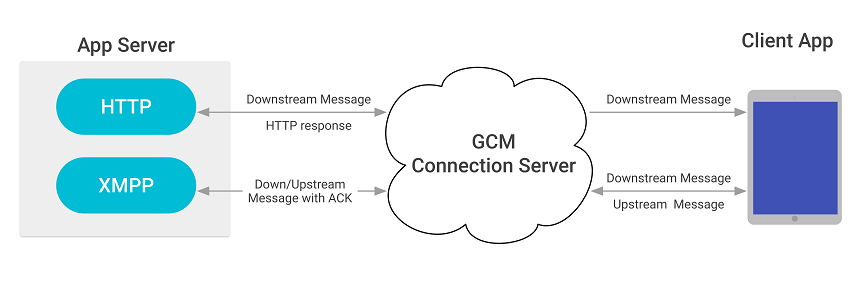 App Server
Client App
HTTP
Downstream Message
HTTP response
Downstream Message
GCM
Connection Server
XMPP
Down/Upstream
Message with ACK
Downstream Message
Upstream Message